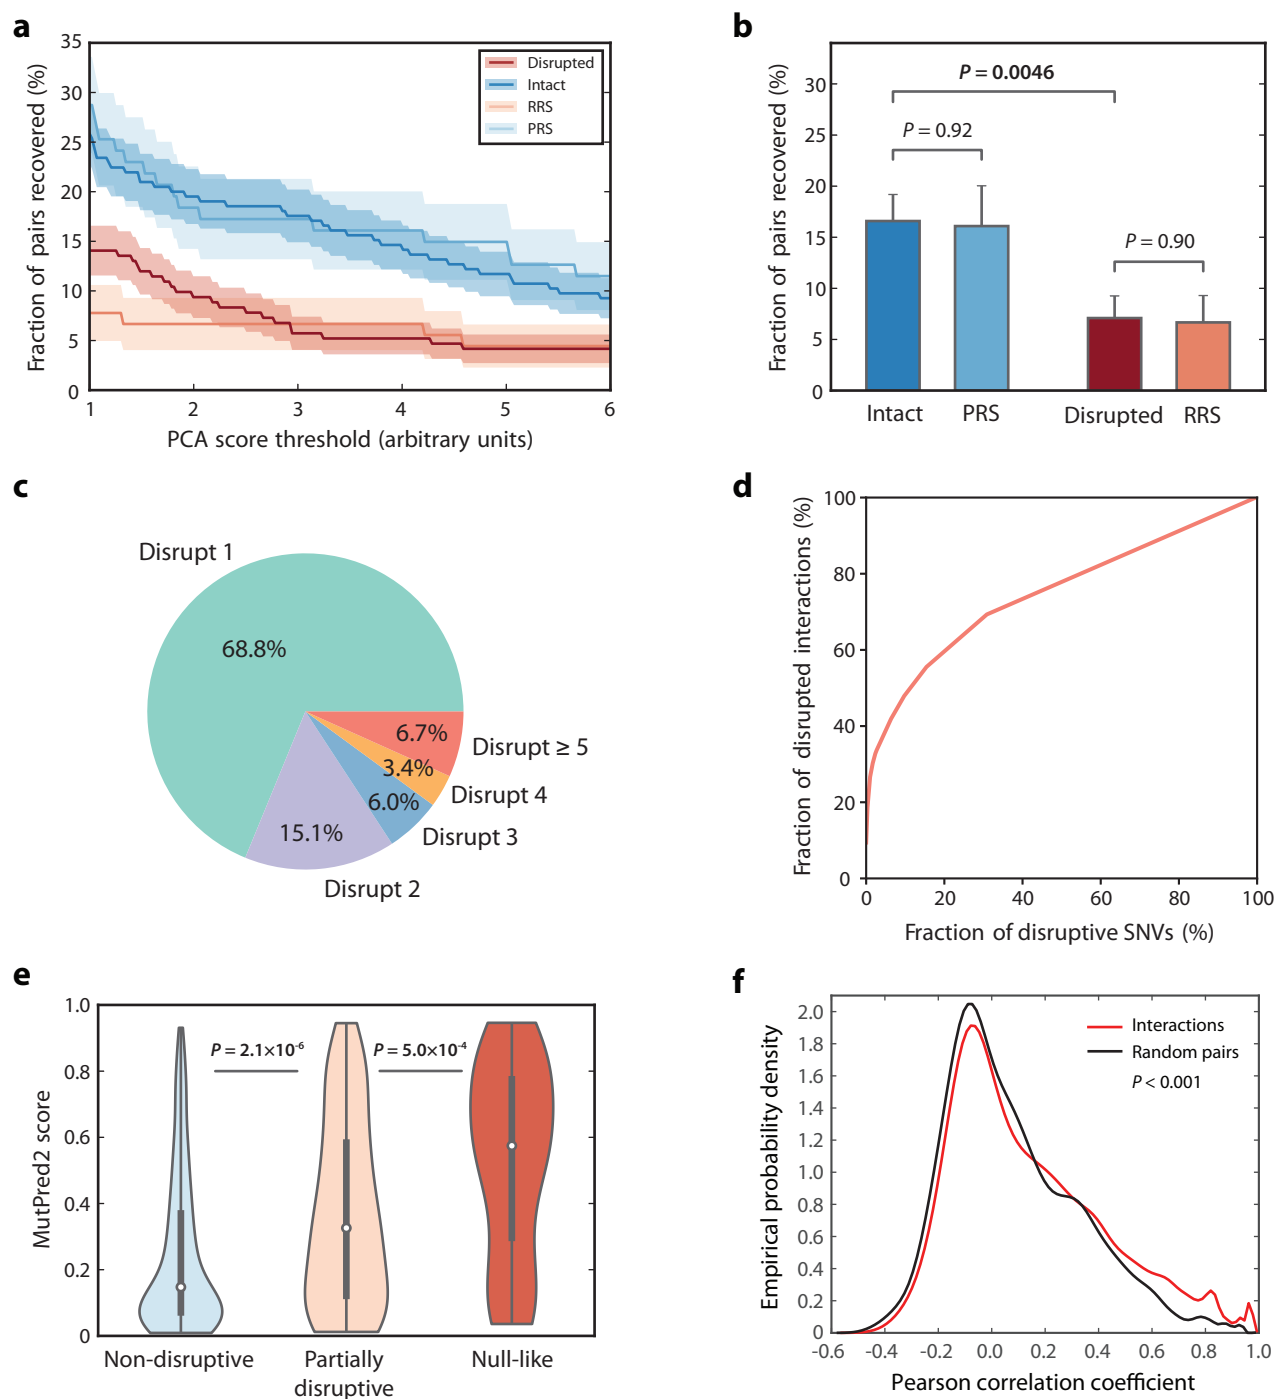 a
35
30
25
20
15
10
5
0
Fraction of pairs recovered (%)
Disrupted
Intact
RRS
PRS
1 2 3 4 5 6
PCA score threshold (arbitrary units)
b
30
25
20
15
10
5
0
Fraction of pairs recovered (%)
P = 0.0046
P = 0.92
P = 0.90
Intact PRS Disrupted RRS
c
Disrupt 1
68.8%
6.7%
Disrupt ≥ 5
3.4%
Disrupt 4
6.0%
Disrupt 3
15.1%
Disrupt 2
d
100
80
60
40
20
0
Fraction of disrupted interactions (%)
0 20 40 60 80 100
Fraction of disruptive SNVs (%)
e
1.0
0.8
0.6
0.4
0.2
0
MutPred2 score
P = 2.1×10⁻⁶
P = 5.0×10⁻⁴
Non-disruptive Partially Null-like
disruptive
f
2.0
1.8
1.6
1.4
1.2
1.0
0.8
0.6
0.4
0.2
0
Empirical probability density
Interactions
Random pairs
P < 0.001
-0.6 -0.4 -0.2 0.0 0.2 0.4 0.6 0.8 1.0
Pearson correlation coefficient